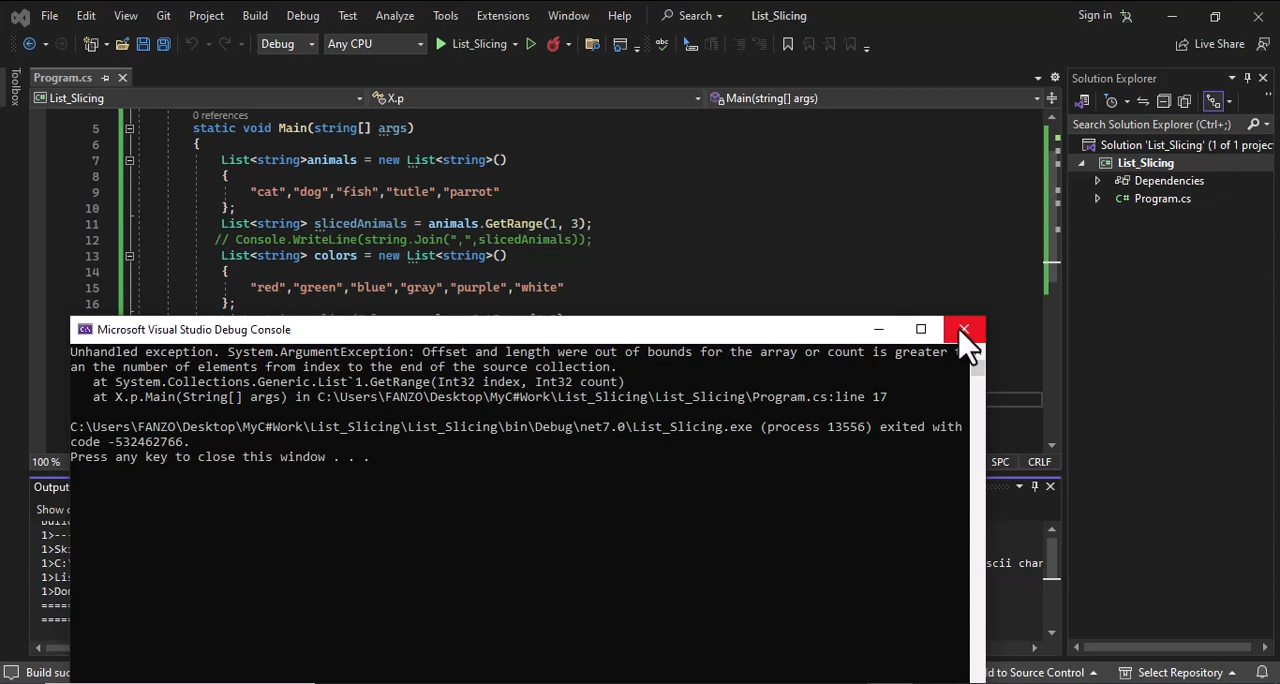 File Edit View Git Project Build Debug Test Analyze Tools Extensions Window Help Search List_Slicing Sign in
Debug Any CPU List_Slicing Live Share
Toolbox
Program.cs
List_Slicing X.p Main(string[] args)
0 references
5 static void Main(string[] args)
6 {
7 List<string>animals = new List<string>()
8 {
9 "cat","dog","fish","tutle","parrot"
10 };
11 List<string> slicedAnimals = animals.GetRange(1, 3);
12 // Console.WriteLine(string.Join(",",slicedAnimals));
13 List<string> colors = new List<string>()
14 {
15 "red","green","blue","gray","purple","white"
16 };
Microsoft Visual Studio Debug Console
Unhandled exception. System.ArgumentException: Offset and length were out of bounds for the array or count is greater
an the number of elements from index to the end of the source collection.
at System.Collections.Generic.List`1.GetRange(Int32 index, Int32 count)
at X.p.Main(String[] args) in C:\Users\FANZO\Desktop\MyC#Work\List_Slicing\List_Slicing\Program.cs:line 17
C:\Users\FANZO\Desktop\MyC#Work\List_Slicing\List_Slicing\bin\Debug\net7.0\List_Slicing.exe (process 13556) exited with
code -532462766.
Press any key to close this window . . .
100 % SPC CRLF
Output
Show
1>---
1>Sk
1>C:\
1>Lis
1>Dor
=====
=====
scii char
Build suc
d to Source Control Select Repository
Solution Explorer
Search Solution Explorer (Ctrl+;)
Solution 'List_Slicing' (1 of 1 project
List_Slicing
Dependencies
C# Program.cs